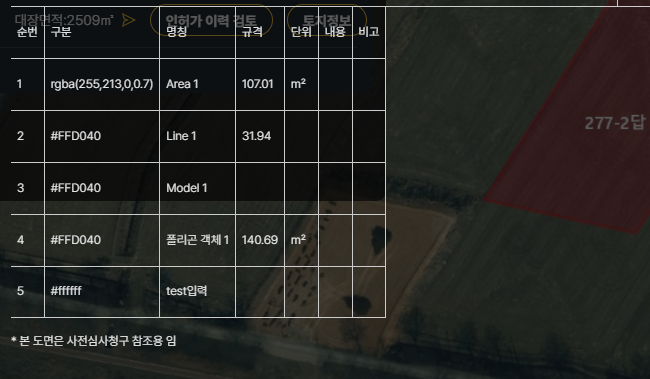 대장면적:2509㎡ 인허가 이력 검토 토지정보
순번 구분 명칭 규격 단위 내용 비고
1 rgba(255,213,0,0.7) Area 1 107.01 m²
277-2답
2 #FFD040 Line 1 31.94
3 #FFD040 Model 1
4 #FFD040 폴리곤 객체 1 140.69 m²
5 #ffffff test입력
* 본 도면은 사전심사청구 참조용 임